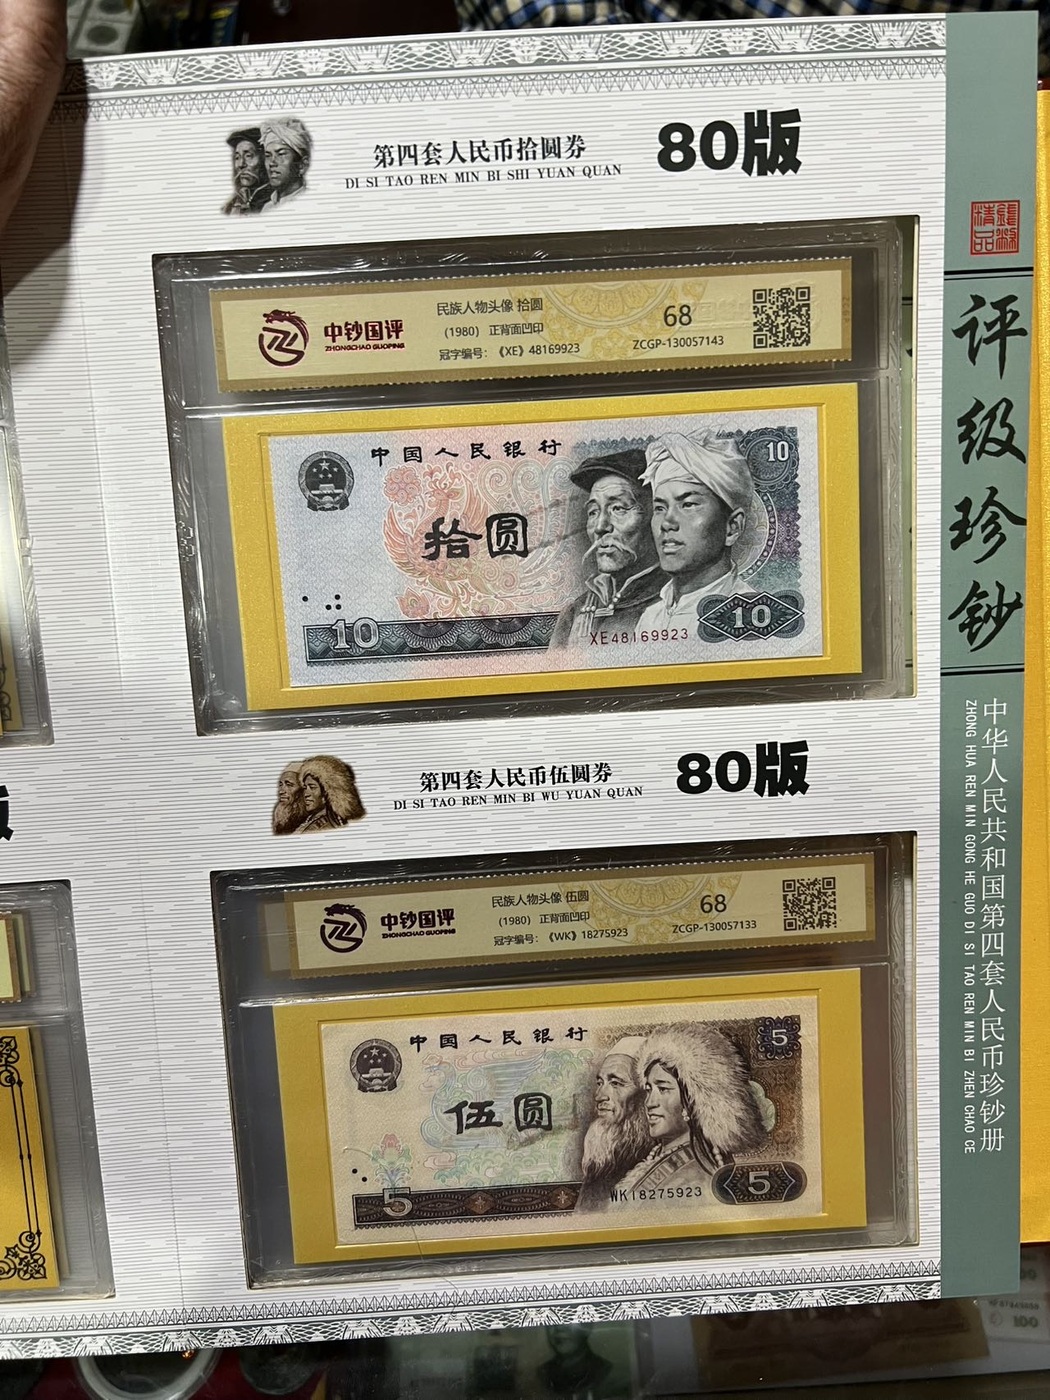 第四套人民币拾圆券
DI SI TAO REN MIN BI SHI YUAN QUAN
80版
中钞国评
ZHONGCHAO GUOPING
民族人物头像 拾圆
(1980) 正背面凹印
冠字编号:《XE》48169923
68
ZCGP-130057143
中国人民银行
10
拾圆
10
XE48169923
10
第四套人民币伍圆券
DI SI TAO REN MIN BI WU YUAN QUAN
80版
中钞国评
ZHONGCHAO GUOPING
民族人物头像 伍圆
(1980) 正背面凹印
冠字编号:《WK》18275923
68
ZCGP-130057133
中国人民银行
5
伍圆
5
WK18275923
5
评级珍钞
中华人民共和国第四套人民币珍钞册
ZHONG HUA REN MIN GONG HE GUO DI SI TAO REN MIN BI ZHEN CHAO CE